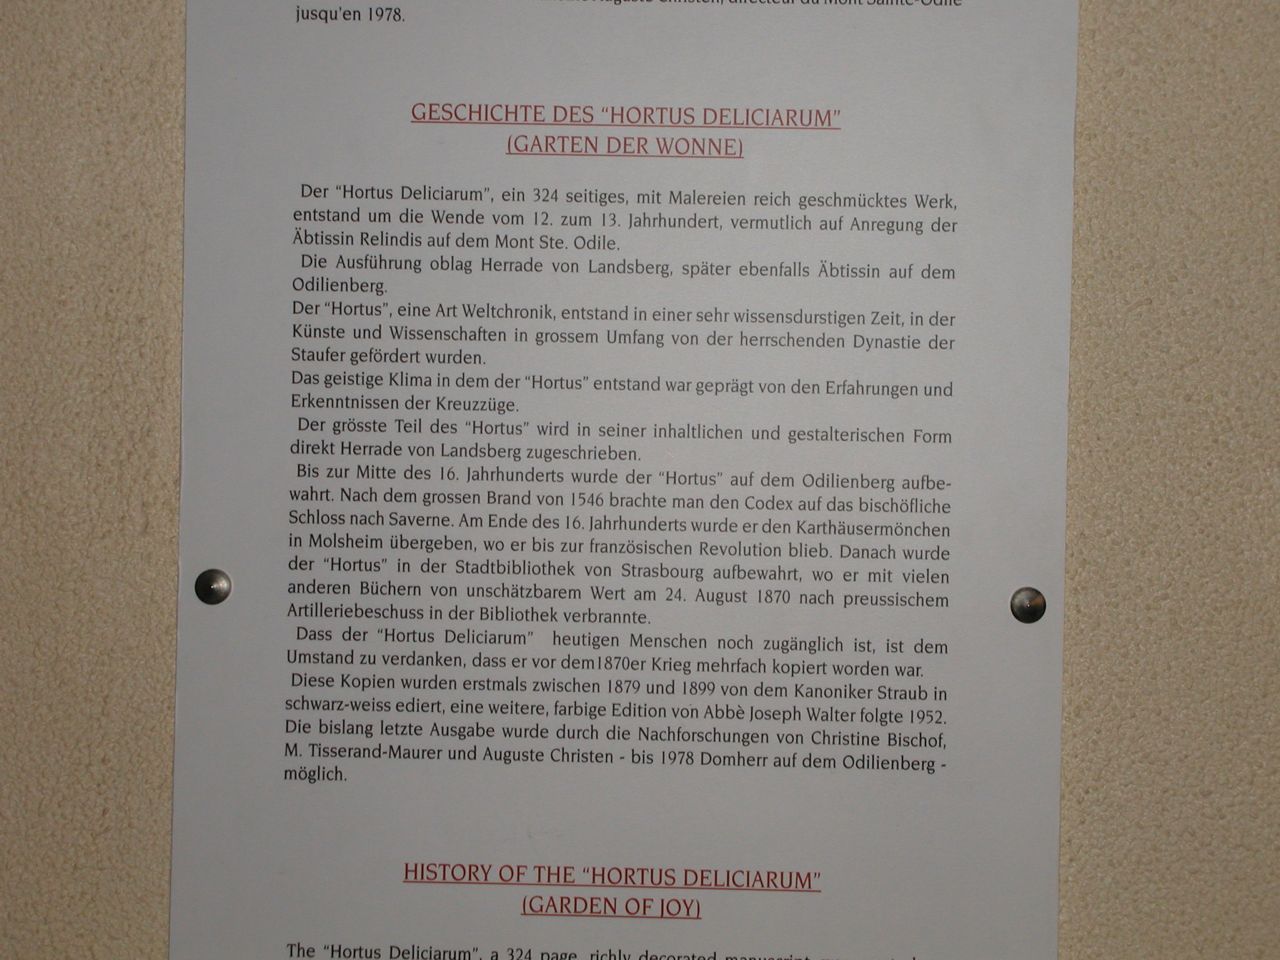 directeur du Mont Sainte-Odile
jusqu'en 1978.
GESCHICHTE DES “HORTUS DELICIARUM”
(GARTEN DER WONNE)
Der “Hortus Deliciarum”, ein 324 seitiges, mit Malereien reich geschmücktes Werk,
entstand um die Wende vom 12. zum 13. Jahrhundert, vermutlich auf Anregung der
Äbtissin Relindis auf dem Mont Ste. Odile.
Die Ausführung oblag Herrade von Landsberg, später ebenfalls Äbtissin auf dem
Odilienberg.
Der “Hortus”, eine Art Weltchronik, entstand in einer sehr wissensdurstigen Zeit, in der
Künste und Wissenschaften in grossem Umfang von der herrschenden Dynastie der
Staufer gefördert wurden.
Das geistige Klima in dem der “Hortus” entstand war geprägt von den Erfahrungen und
Erkenntnissen der Kreuzzüge.
Der grösste Teil des “Hortus” wird in seiner inhaltlichen und gestalterischen Form
direkt Herrade von Landsberg zugeschrieben.
Bis zur Mitte des 16. Jahrhunderts wurde der “Hortus” auf dem Odilienberg aufbe-
wahrt. Nach dem grossen Brand von 1546 brachte man den Codex auf das bischöfliche
Schloss nach Saverne. Am Ende des 16. Jahrhunderts wurde er den Karthäusermönchen
in Molsheim übergeben, wo er bis zur französischen Revolution blieb. Danach wurde
der “Hortus” in der Stadtbibliothek von Strasbourg aufbewahrt, wo er mit vielen
anderen Büchern von unschätzbarem Wert am 24. August 1870 nach preussischem
Artilleriebeschuss in der Bibliothek verbrannte.
Dass der “Hortus Deliciarum” heutigen Menschen noch zugänglich ist, ist dem
Umstand zu verdanken, dass er vor dem1870er Krieg mehrfach kopiert worden war.
Diese Kopien wurden erstmals zwischen 1879 und 1899 von dem Kanoniker Straub in
schwarz-weiss ediert, eine weitere, farbige Edition von Abbè Joseph Walter folgte 1952.
Die bislang letzte Ausgabe wurde durch die Nachforschungen von Christine Bischof,
M. Tisserand-Maurer und Auguste Christen - bis 1978 Domherr auf dem Odilienberg -
möglich.
HISTORY OF THE “HORTUS DELICIARUM”
(GARDEN OF JOY)
The “Hortus Deliciarum”, a 324 page, richly decorated manuscript